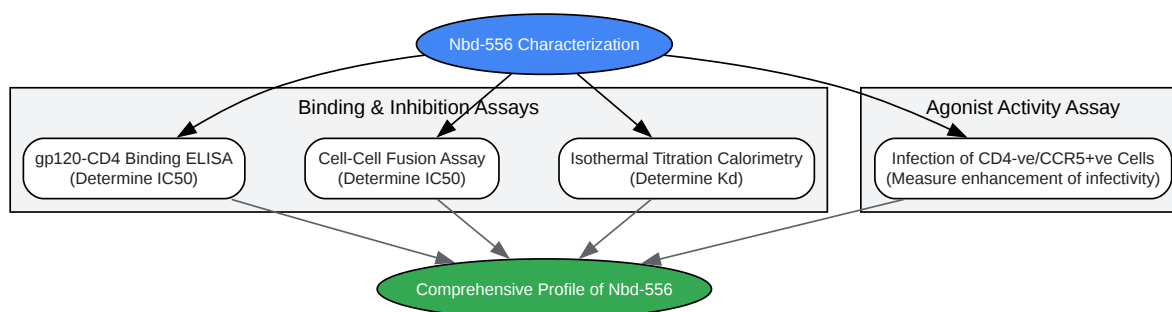 Nbd-556 Characterization
Binding & Inhibition Assays
Agonist Activity Assay
gp120-CD4 Binding ELISA
(Determine IC50)
Cell-Cell Fusion Assay
(Determine IC50)
Isothermal Titration Calorimetry
(Determine Kd)
Infection of CD4-ve/CCR5+ve Cells
(Measure enhancement of infectivity)
Comprehensive Profile of Nbd-556